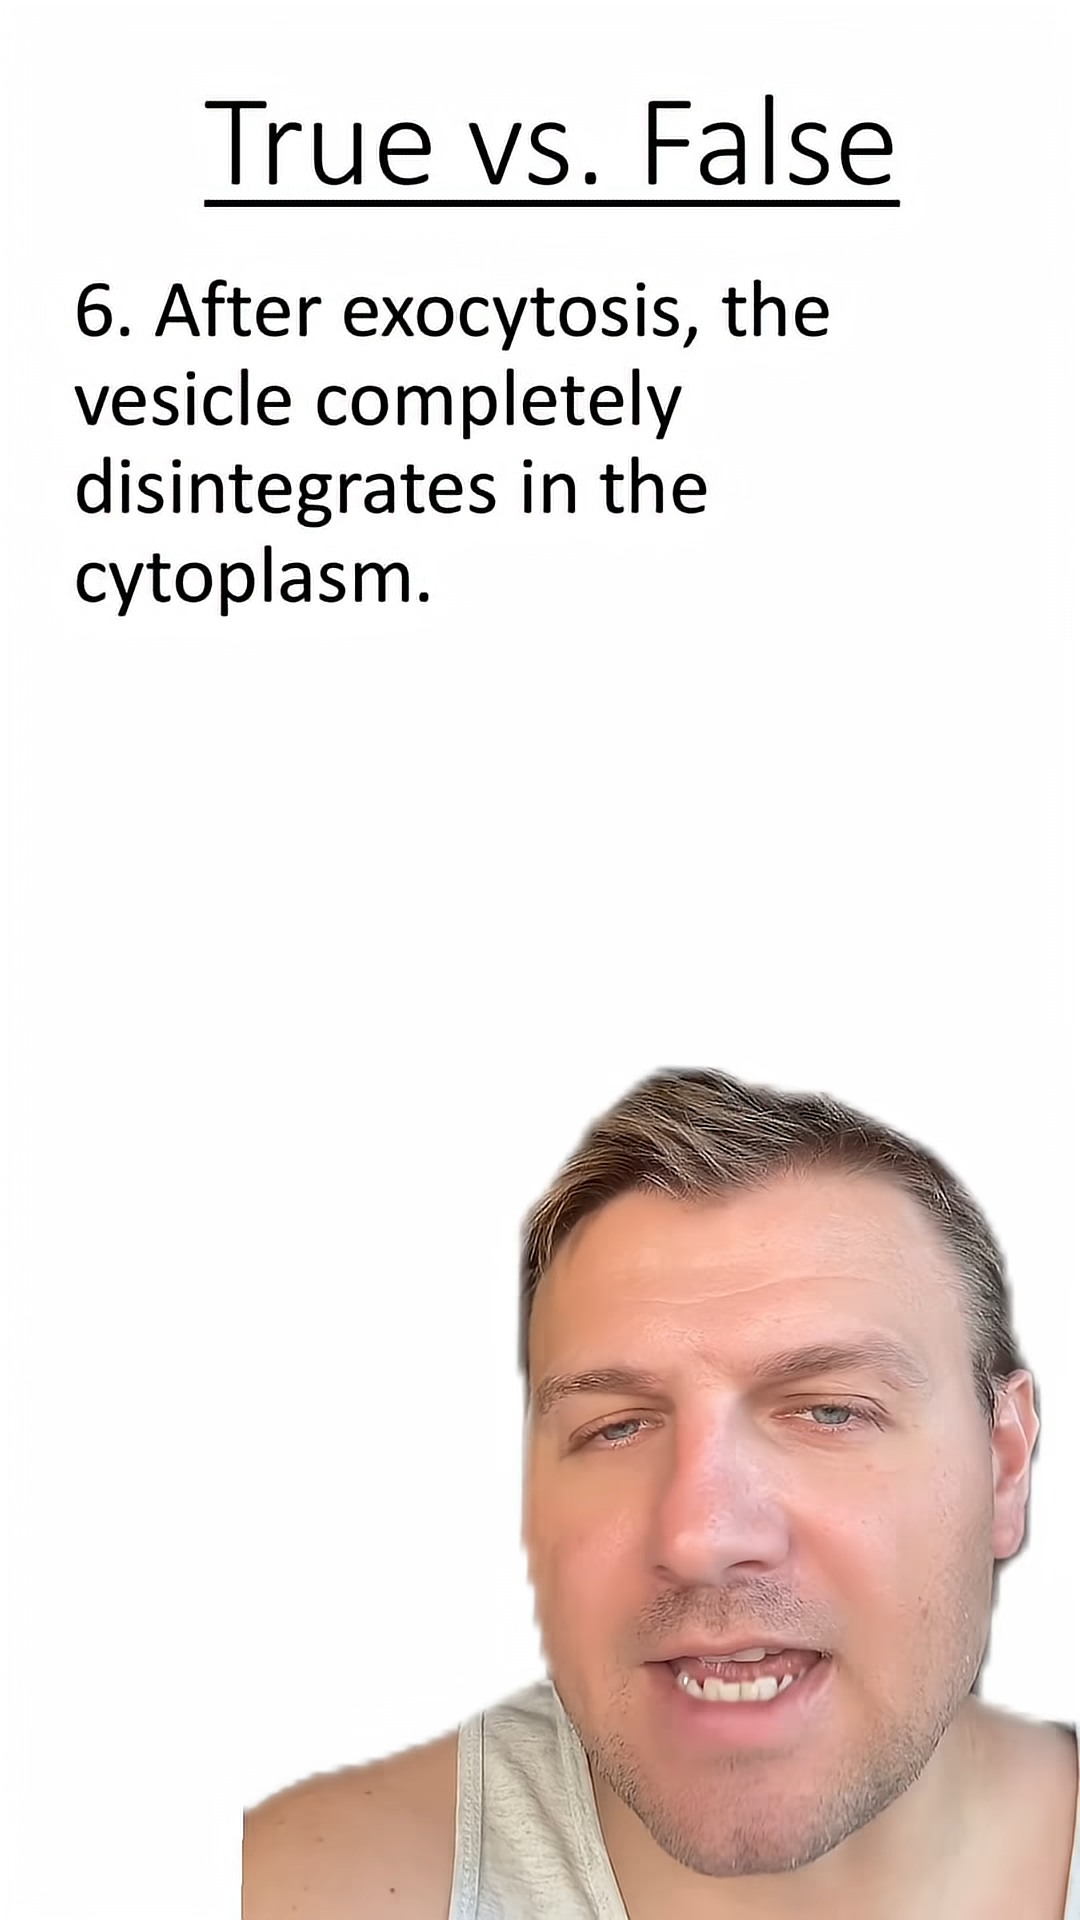 True vs. False
6. After exocytosis, the
vesicle completely
disintegrates in the
cytoplasm.